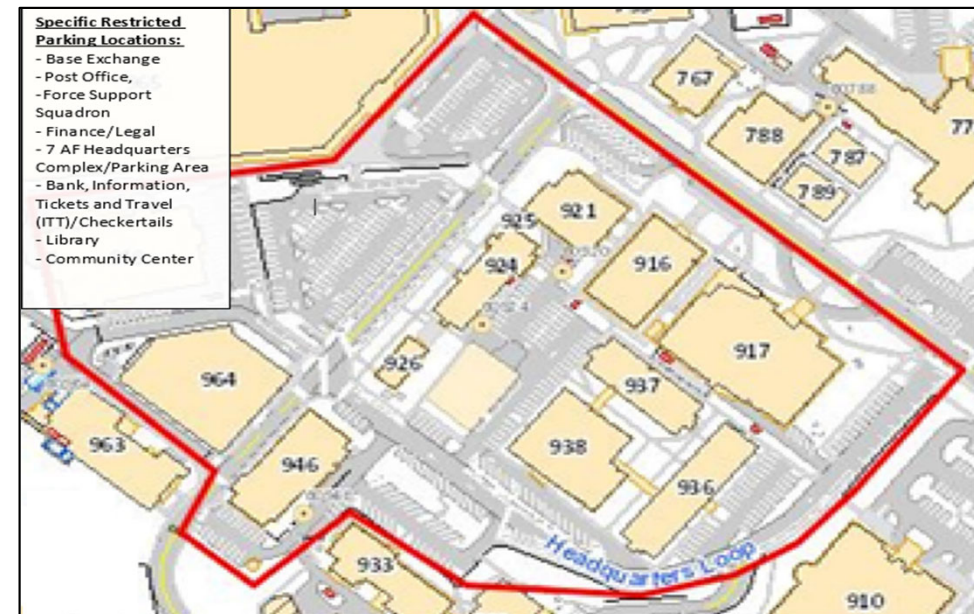 Specific Restricted
Parking Locations:
- Base Exchange
- Post Office,
-Force Support
Squadron
- Finance/Legal
- 7 AF Headquarters
Complex/Parking Area
- Bank, Information,
Tickets and Travel
(ITT)/Checkertails
- Library
- Community Center
767
788
787
789
77
921
925
924
916
917
926
964
937
963
946
938
936
933
Headquarters Loop
910